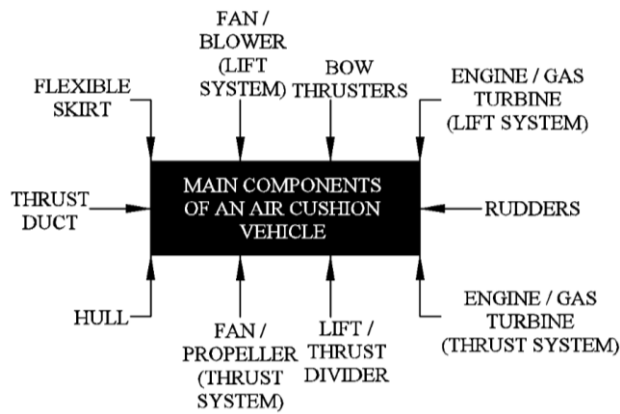 FAN /
BLOWER
(LIFT
SYSTEM)
BOW
THRUSTERS
ENGINE / GAS
TURBINE
(LIFT SYSTEM)
FLEXIBLE
SKIRT
MAIN COMPONENTS
OF AN AIR CUSHION
VEHICLE
THRUST
DUCT
RUDDERS
HULL
FAN /
PROPELLER
(THRUST
SYSTEM)
LIFT /
THRUST
DIVIDER
ENGINE / GAS
TURBINE
(THRUST SYSTEM)